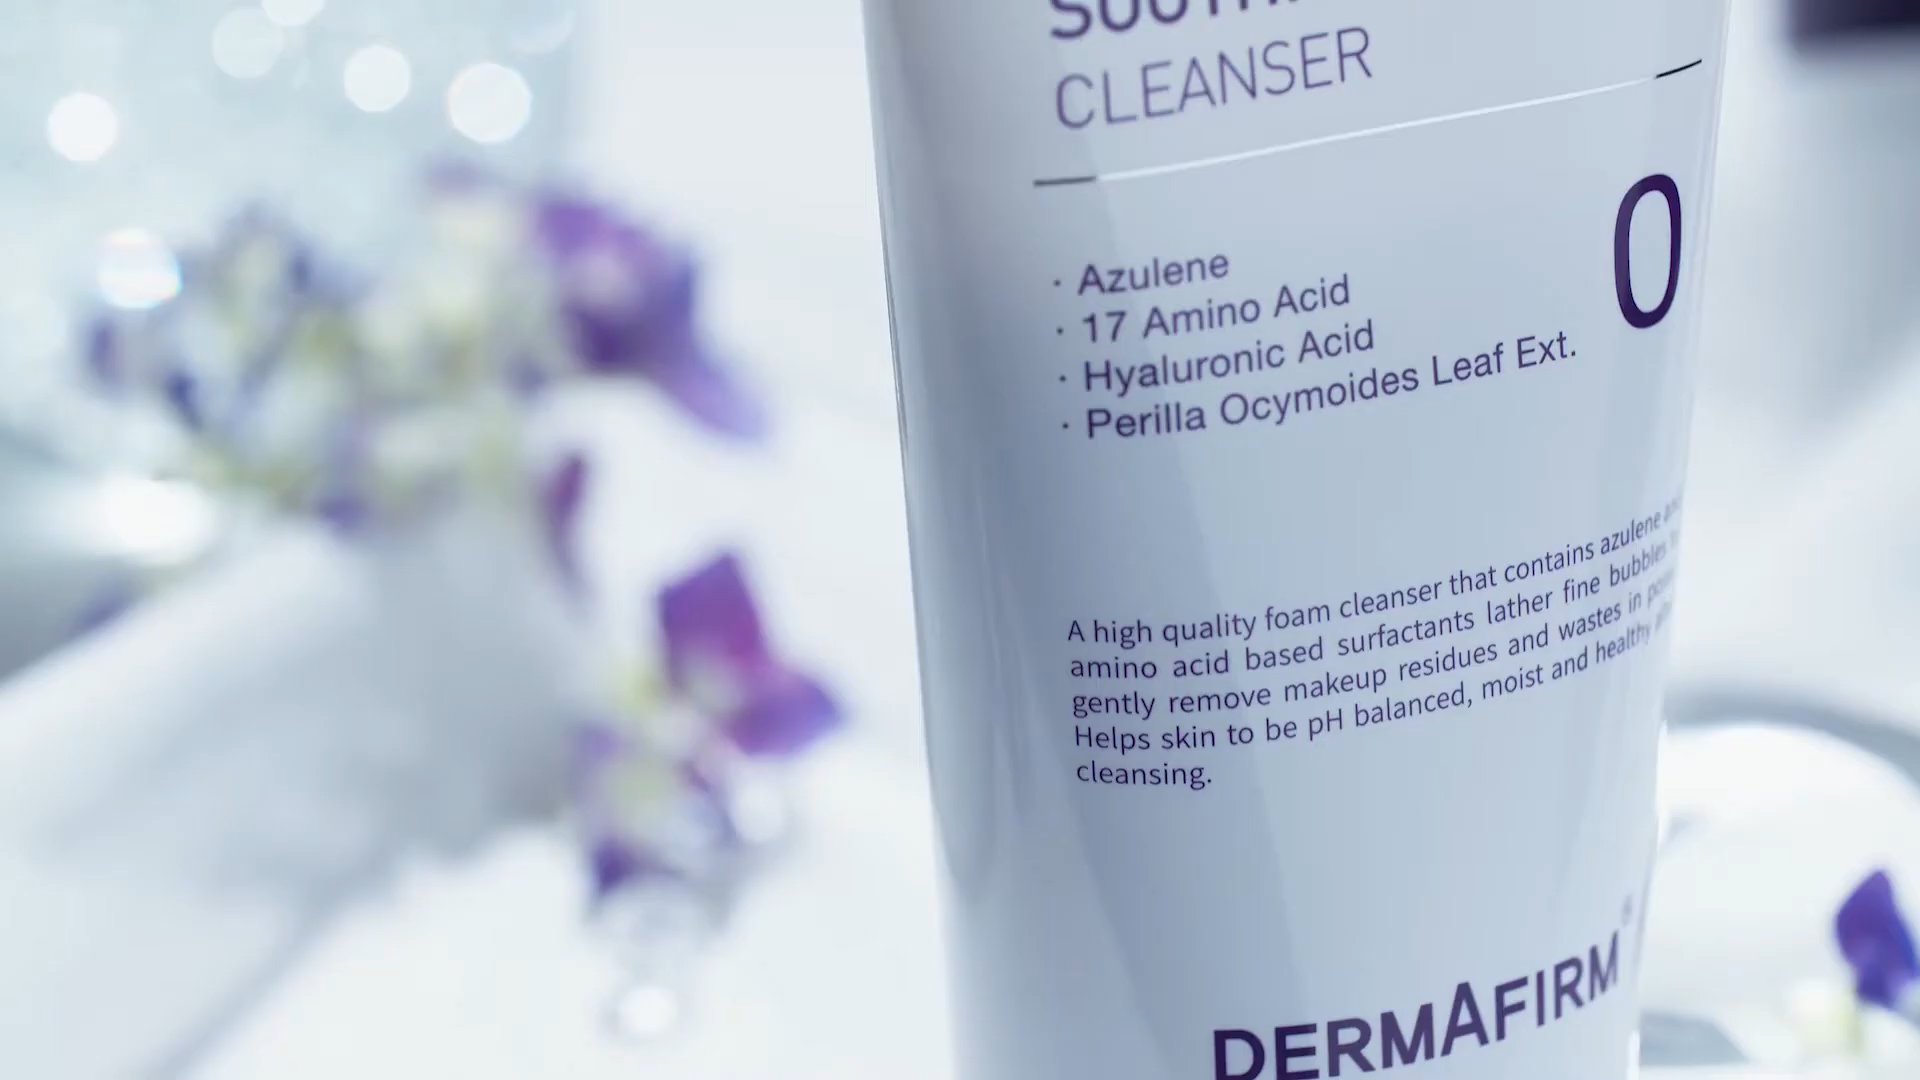 CLEANSER
0
· Azulene
· 17 Amino Acid
· Hyaluronic Acid
· Perilla Ocymoides Leaf Ext.
A high quality foam cleanser that contains azulene
amino acid based surfactants lather fine bubbles
gently remove makeup residues and wastes in
Helps skin to be pH balanced, moist and healthy
cleansing.
DERMAFIRM